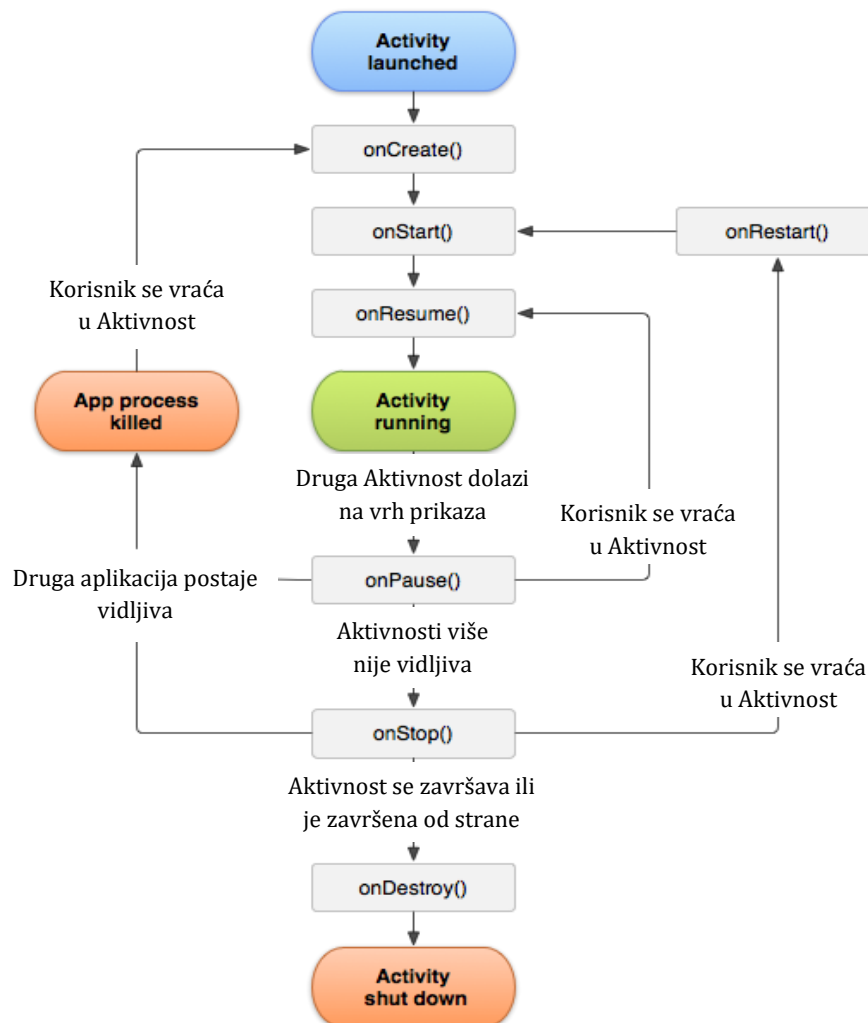 Activity
launched
onCreate()
onStart()
onRestart()
Korisnik se vraća
u Aktivnost
onResume()
App process
killed
Activity
running
Druga Aktivnost dolazi
na vrh prikaza
Korisnik se vraća
u Aktivnost
Druga aplikacija postaje
vidljiva
onPause()
Aktivnosti više
nije vidljiva
Korisnik se vraća
u Aktivnost
onStop()
Aktivnost se završava ili
je završena od strane
onDestroy()
Activity
shut down